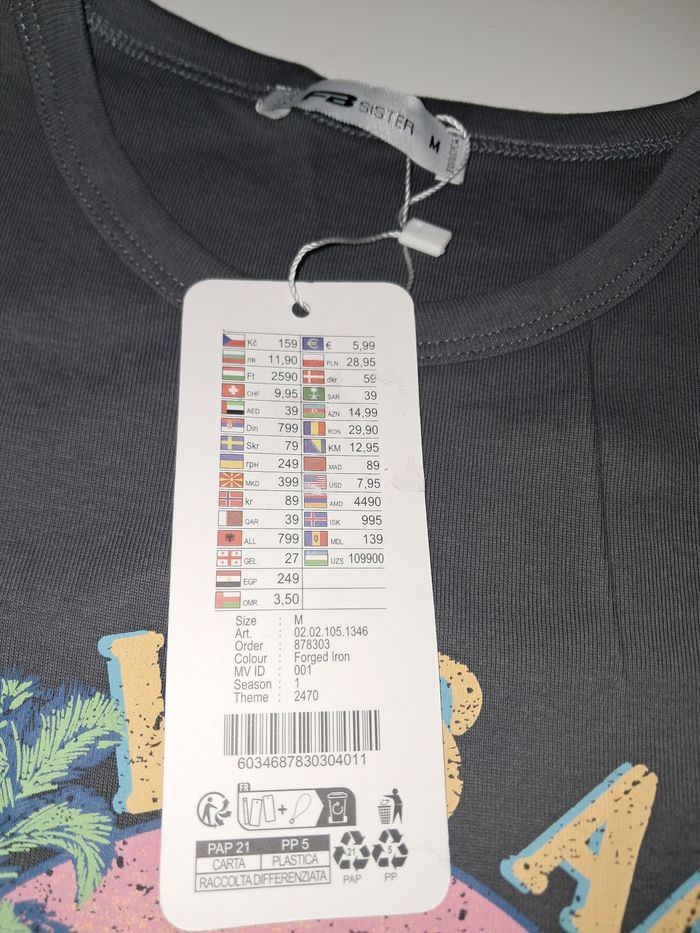 FB SISTER M
Kč 159 € 5,99
лв 11,90 PLN 28,95
Ft 2590 dkr 59
CHF 9,95 SAR 39
AED 39 AZN 14,99
Din 799 RON 29,90
Skr 79 KM 12,95
грн 249 MAD 89
MKD 399 USD 7,95
kr 89 AMD 4490
QAR 39 ISK 995
ALL 799 MDL 139
GEL 27 UZS 109900
EGP 249
OMR 3,50
Size : M
Art. : 02.02.105.1346
Order : 878303
Colour : Forged Iron
MV ID : 001
Season : 1
Theme : 2470
6034687830304011
FR
+
PAP 21 PP 5
CARTA PLASTICA
RACCOLTA DIFFERENZIATA
21 5
PAP PP
A